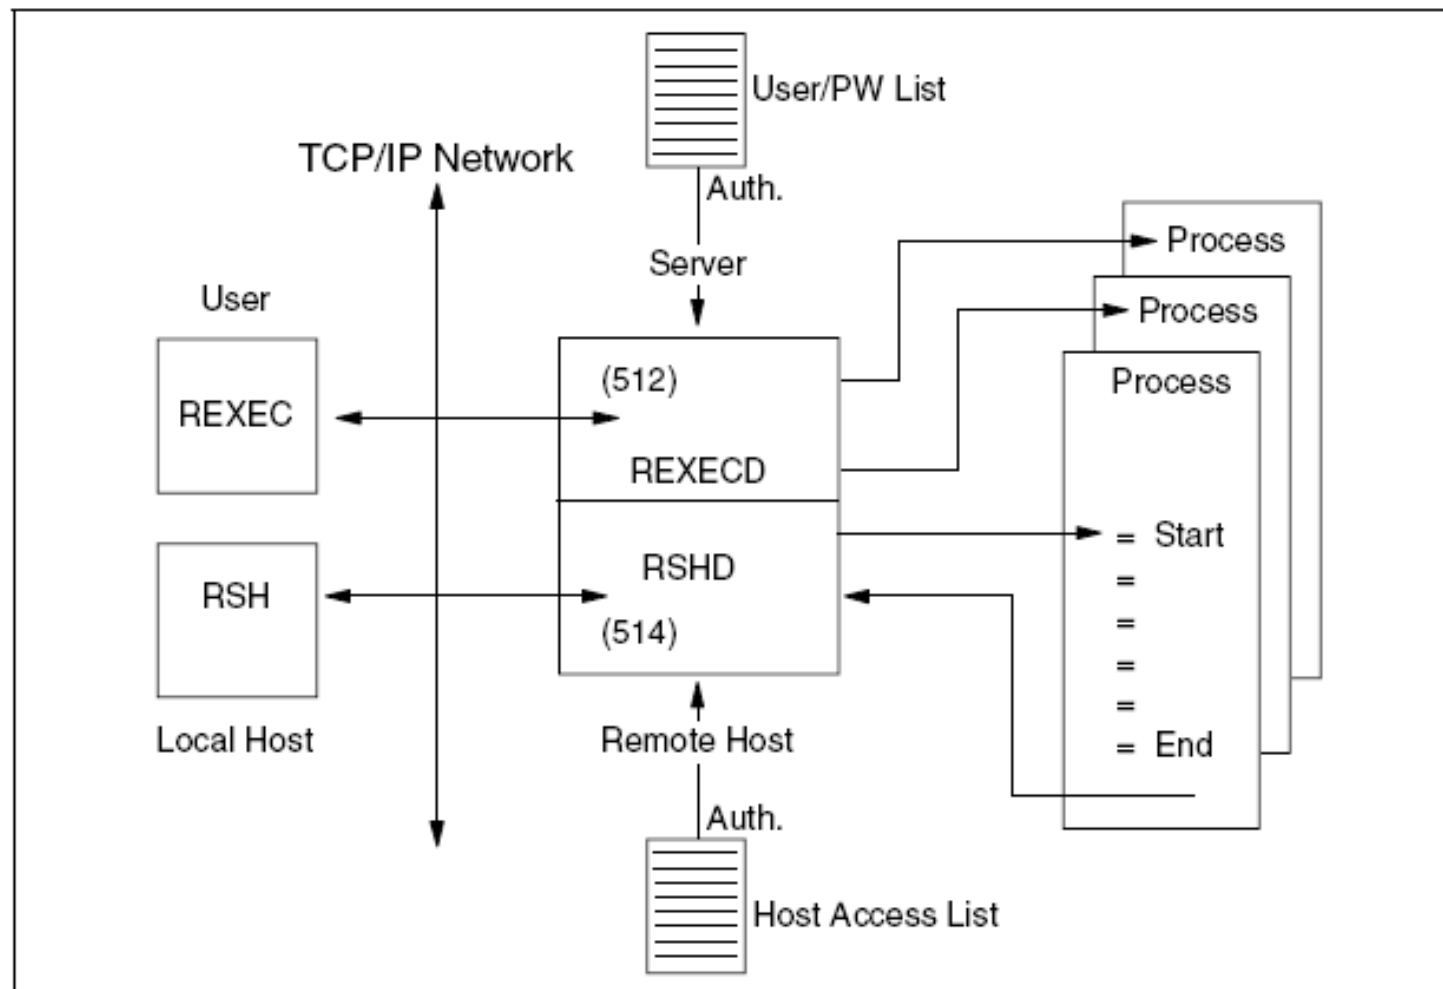 User/PW List
TCP/IP Network
Auth.
Server
User
Process
Process
Process
(512)
REXEC
REXECD
= Start
RSHD
=
RSH
=
(514)
=
=
Local Host
Remote Host
= End
Auth.
Host Access List